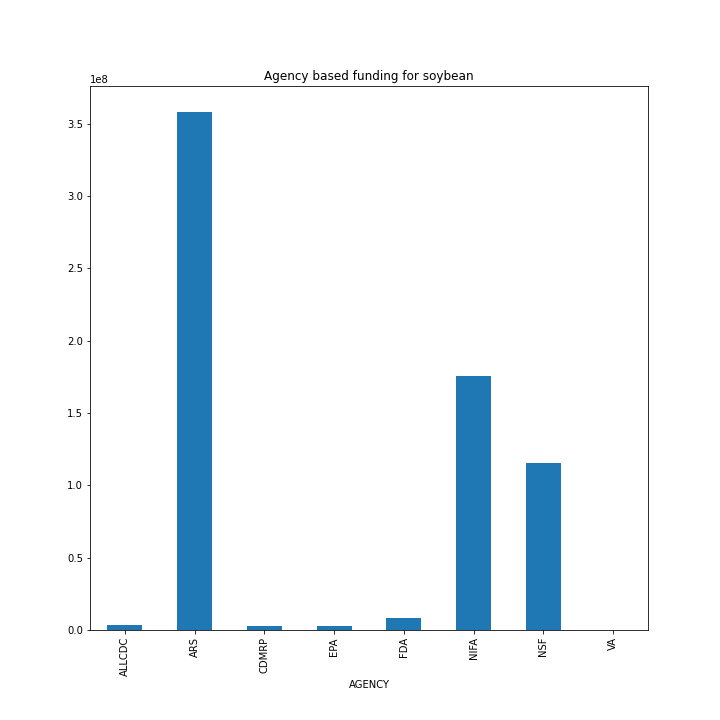 Agency based funding for soybean
1e8
3.5
3.0
2.5
2.0
1.5
1.0
0.5
0.0
ALLCDC
ARS
CDMRP
EPA
FDA
NIFA
NSF
VA
AGENCY